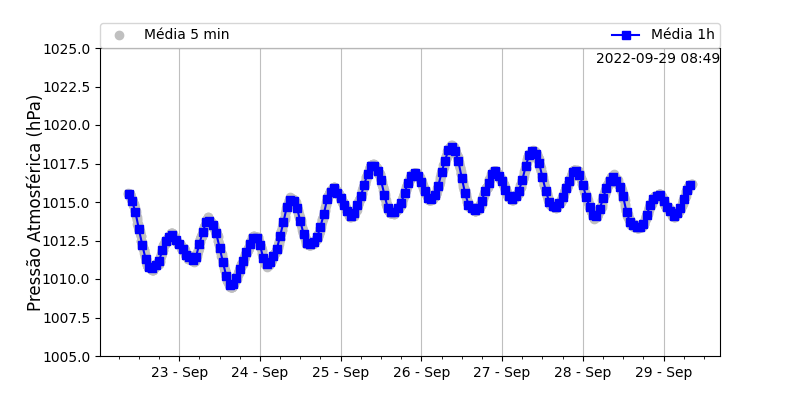 Média 5 min
Média 1h
2022-09-29 08:49
Pressão Atmosférica (hPa)
1025.0
1022.5
1020.0
1017.5
1015.0
1012.5
1010.0
1007.5
1005.0
23 - Sep
24 - Sep
25 - Sep
26 - Sep
27 - Sep
28 - Sep
29 - Sep